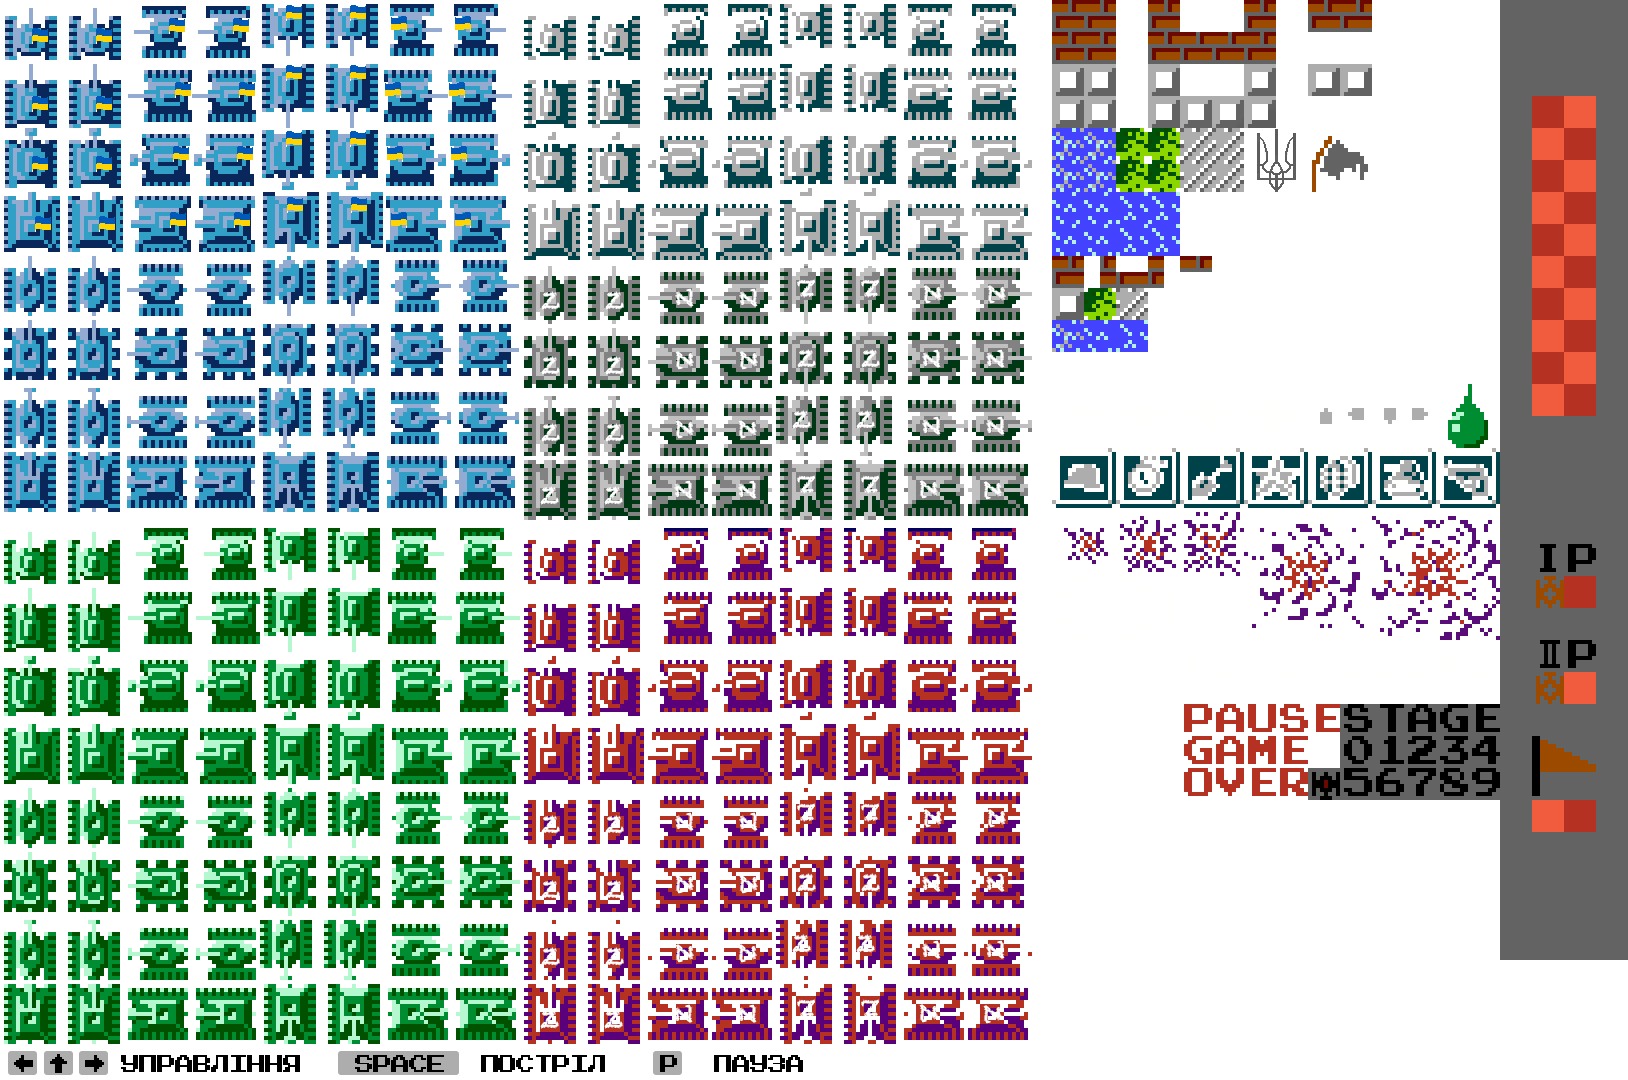 IP
IIP
PAUSE STAGE
GAME 01234
OVER 56789
УПРАВЛІННЯ SPACE ПОСТРІЛ P ПАУЗА